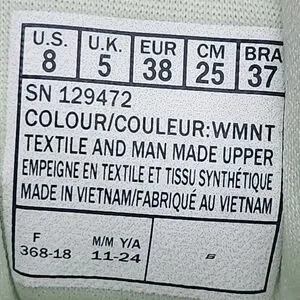 U.S. U.K. EUR CM BRA
8 5 38 25 37
SN 129472
COLOUR/COULEUR:WMNT
TEXTILE AND MAN MADE UPPER
EMPEIGNE EN TEXTILE ET TISSU SYNTHÉTIQUE
MADE IN VIETNAM/FABRIQUÉ AU VIETNAM
F M/M Y/A
368-18 11-24